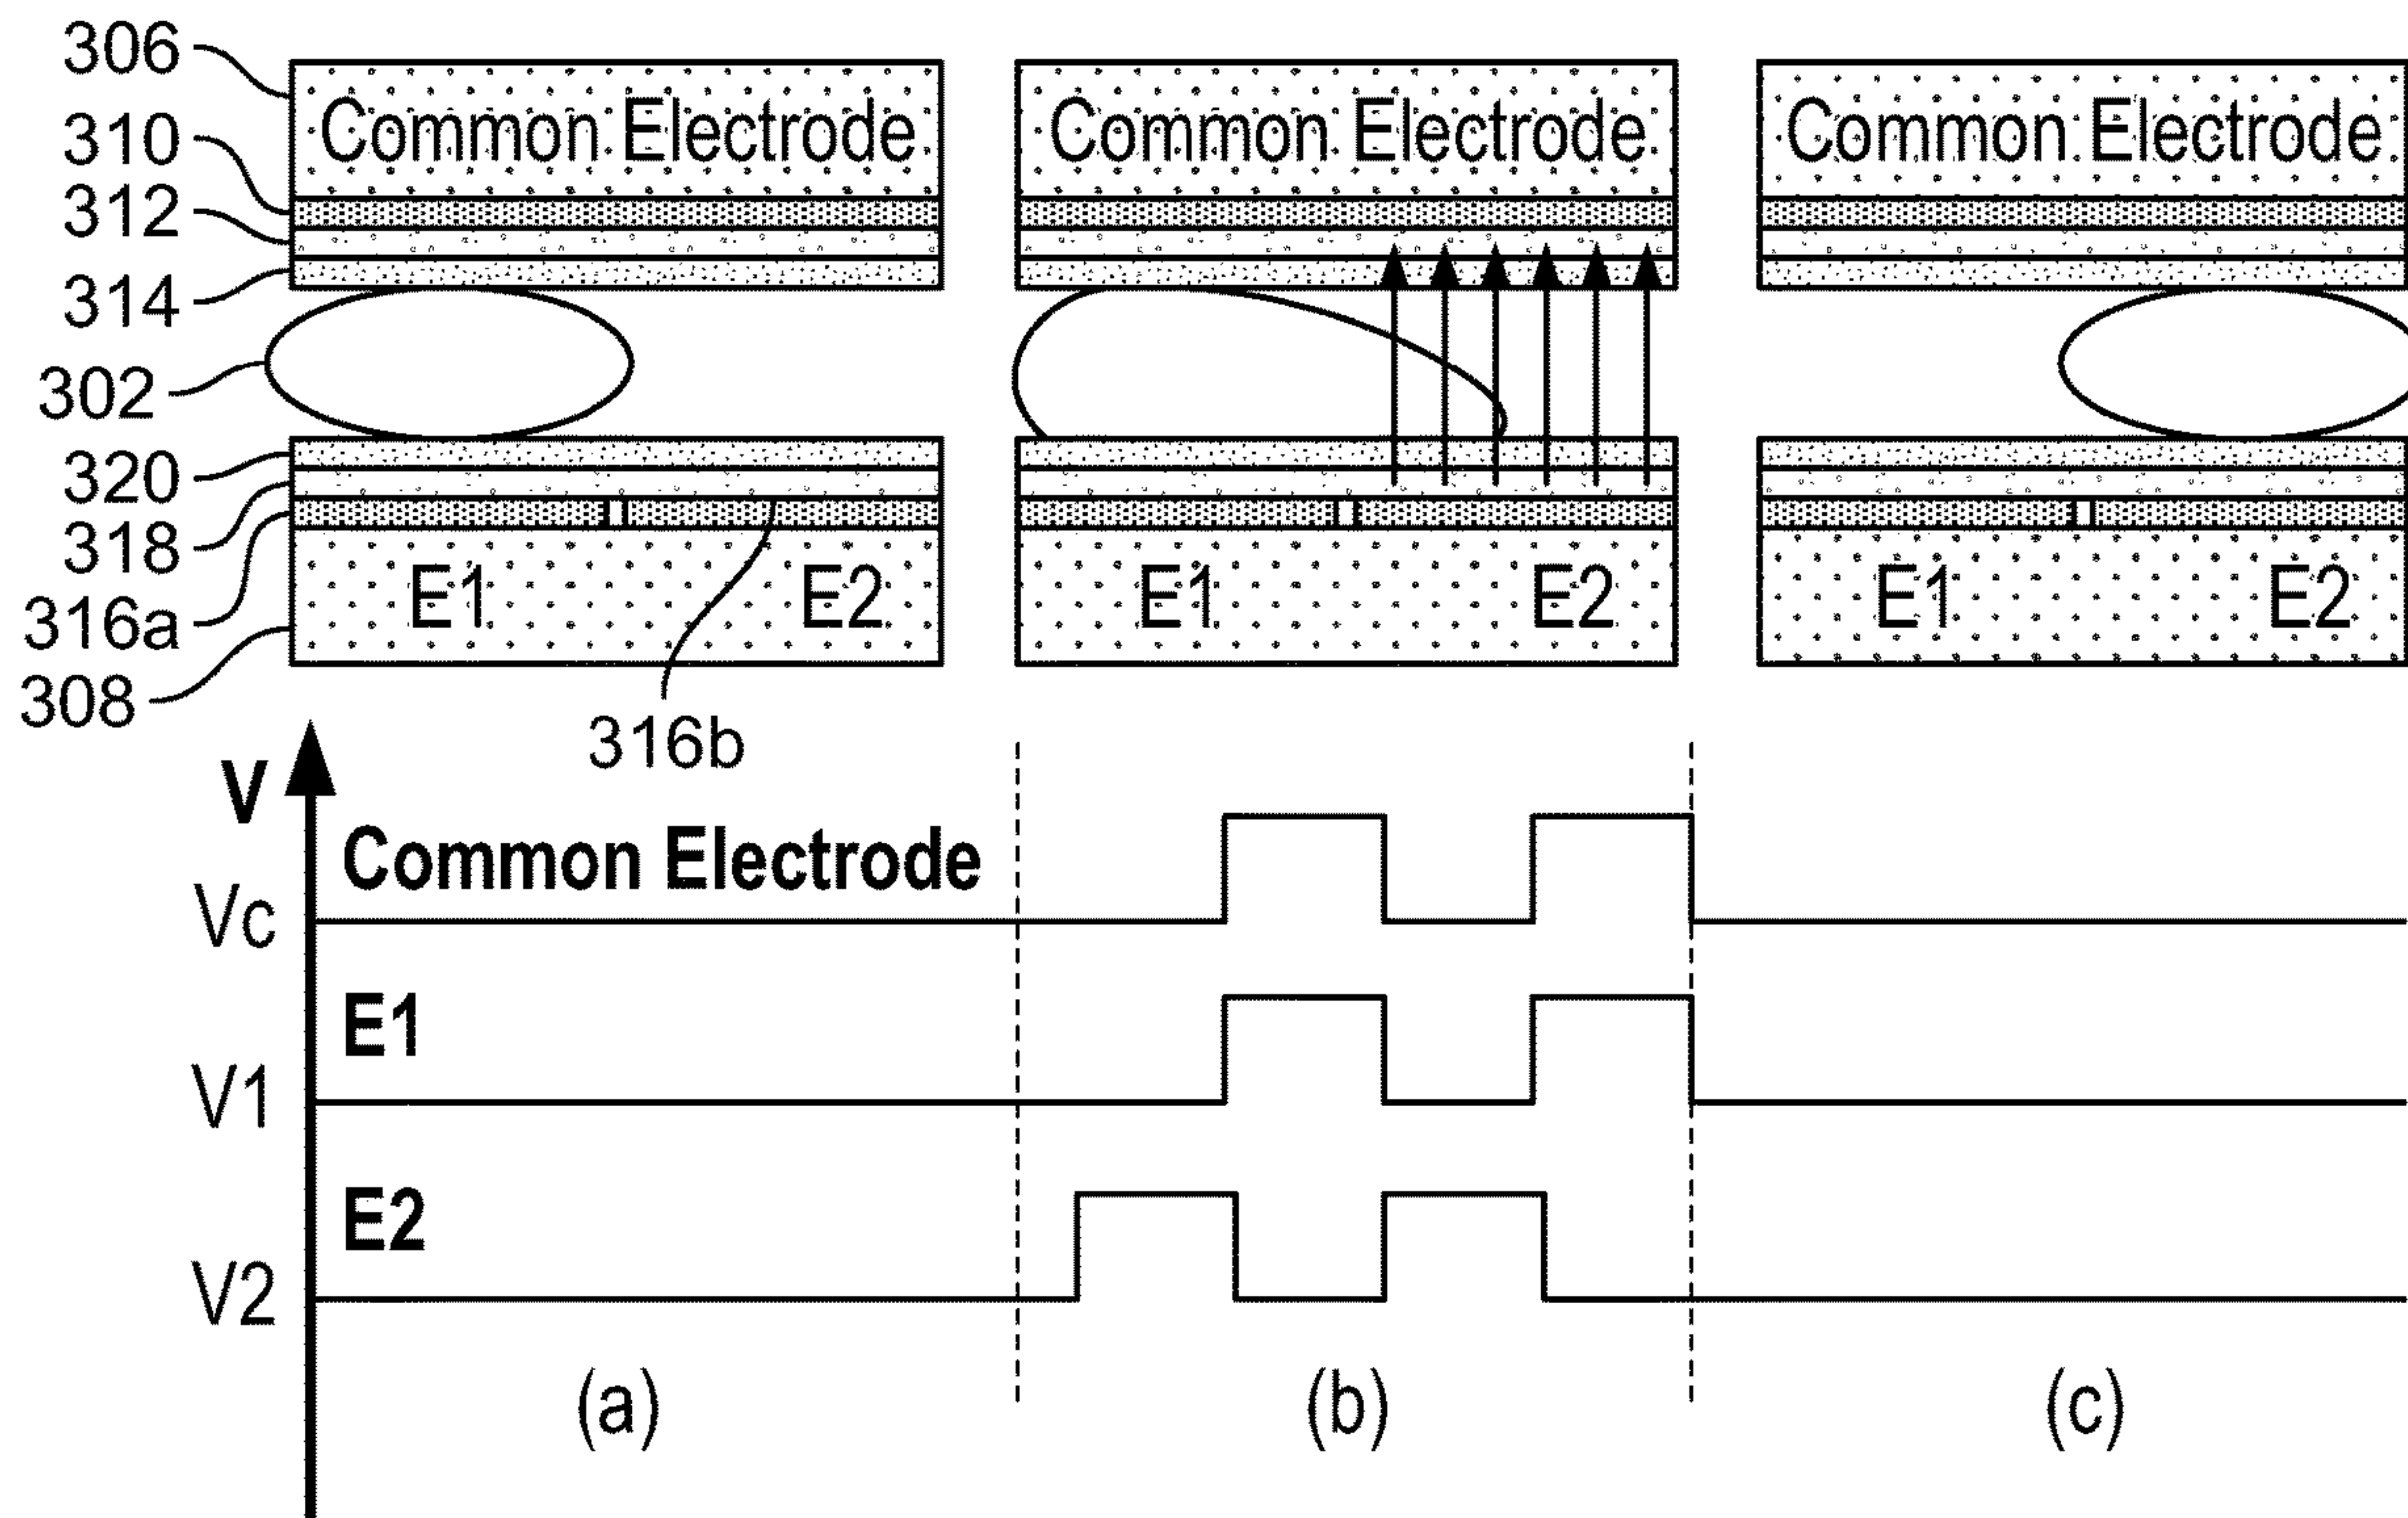 306
310
312
314
302
320
318
316a
308
316b
Common Electrode
Common Electrode
Common Electrode
E1 E2
E1 E2
E1 E2
V
Common Electrode
Vc
E1
V1
E2
V2
(a) (b) (c)